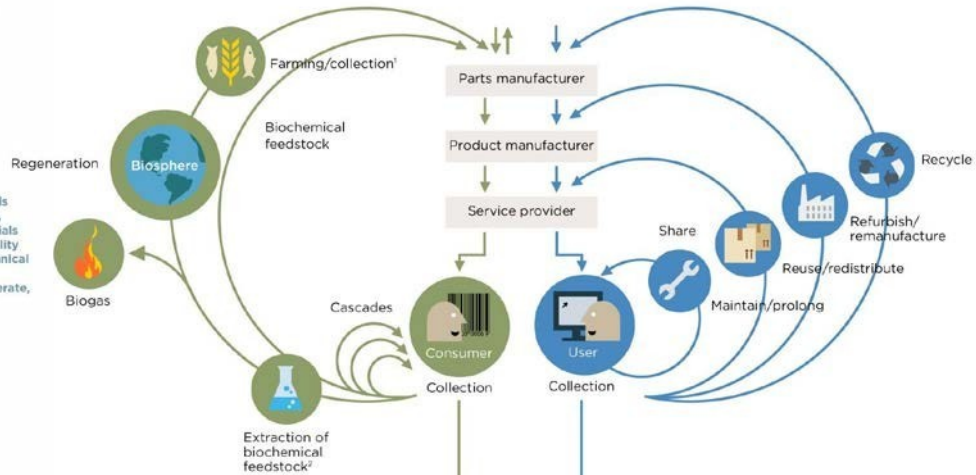 Farming/collection¹
Parts manufacturer
Biochemical
feedstock
Regeneration
Biosphere
Product manufacturer
Recycle
Service provider
Share
Refurbish/
remanufacture
Reuse/redistribute
Maintain/prolong
Biogas
Cascades
Consumer
User
Collection
Collection
Extraction of
biochemical
feedstock²